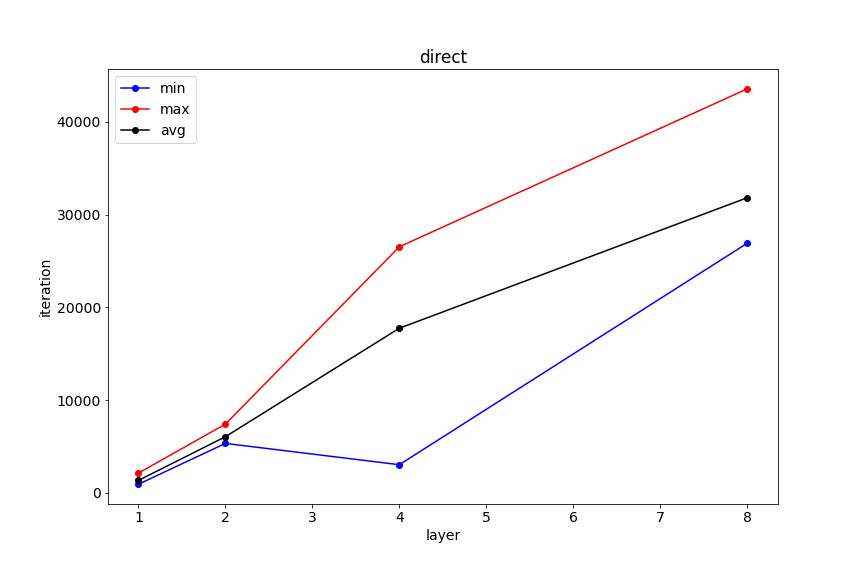 direct
min
max
avg
iteration
40000
30000
20000
10000
0
1 2 3 4 5 6 7 8
layer